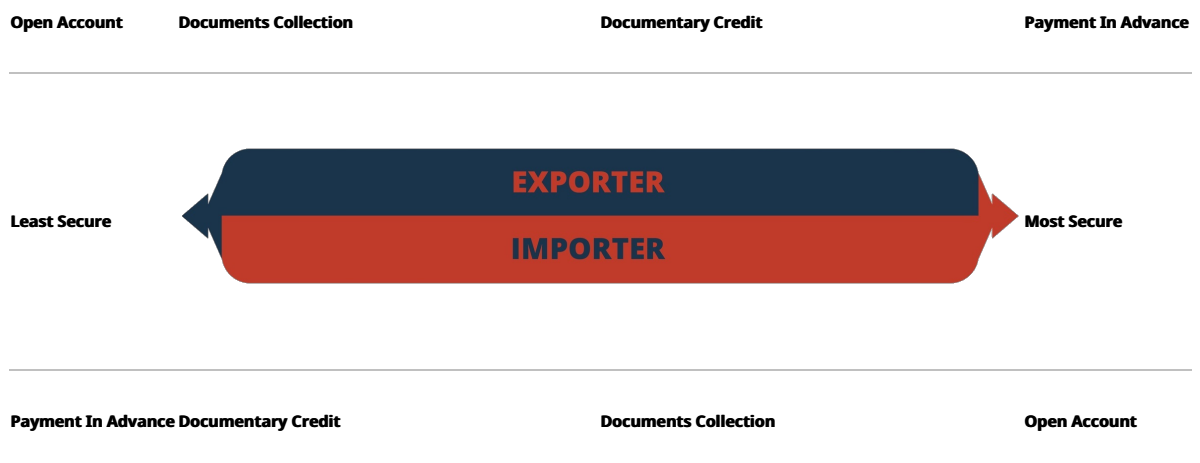 Open Account Documents Collection Documentary Credit Payment In Advance
EXPORTER
Least Secure Most Secure
IMPORTER
Payment In Advance Documentary Credit Documents Collection Open Account